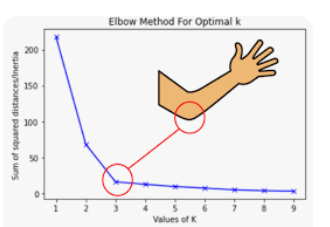 Elbow Method For Optimal k
Sum of squared distances/Inertia
200
150
100
50
0
1 2 3 4 5 6 7 8 9
Values of K